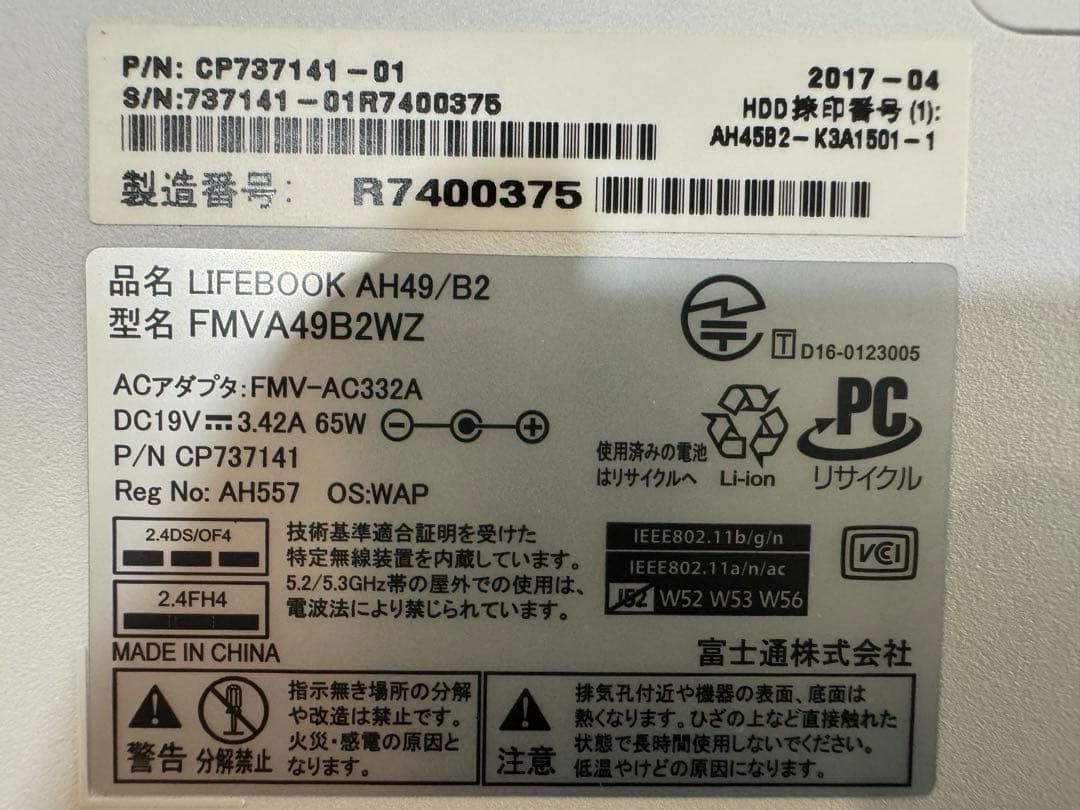 P/N: CP737141-01
S/N:737141-01R7400375
2017-04
HDD捺印番号(1):
AH45B2-K3A1501-1
製造番号: R7400375
品名 LIFEBOOK AH49/B2
型名 FMVA49B2WZ
T D16-0123005
ACアダプタ:FMV-AC332A
DC19V 3.42A 65W
P/N CP737141
Reg No: AH557 OS:WAP
使用済みの電池
はリサイクルへ
Li-ion
PC
リサイクル
2.4DS/OF4
2.4FH4
技術基準適合証明を受けた
特定無線装置を内蔵しています。
5.2/5.3GHz帯の屋外での使用は、
電波法により禁じられています。
IEEE802.11b/g/n
IEEE802.11a/n/ac
J52 W52 W53 W56
VCCI
MADE IN CHINA
富士通株式会社
警告
分解禁止
指示無き場所の分解
や改造は禁止です。
火災・感電の原因と
なります。
注意
排気孔付近や機器の表面、底面は
熱くなります。ひざの上など直接触れた
状態で長時間使用しないでください。
低温やけどの原因になります。